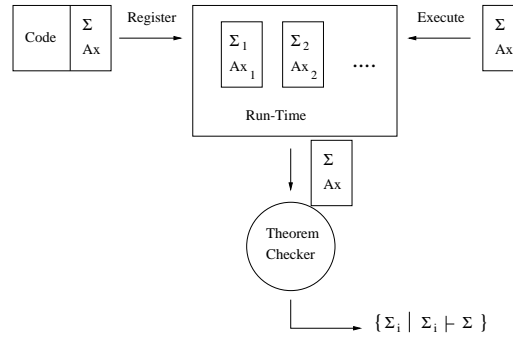 Register
Execute
Code
Σ
Ax
Σ1
Ax1
Σ2
Ax2
....
Σ
Ax
Run-Time
Σ
Ax
Theorem
Checker
{Σi | Σi ⊢ Σ }